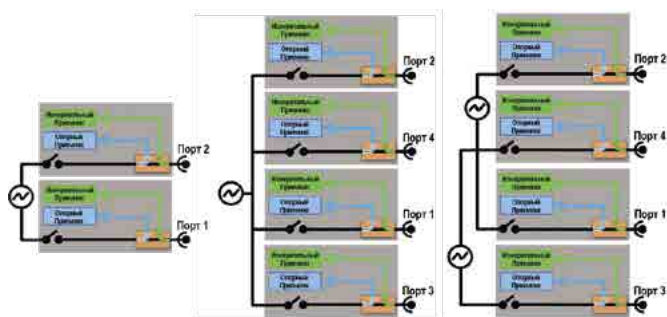 Измерительный
Приемник
Опорный
Приемник
Порт 2
Измерительный
Приемник
Опорный
Приемник
Порт 1
Измерительный
Приемник
Опорный
Приемник
Порт 2
Измерительный
Приемник
Опорный
Приемник
Порт 4
Измерительный
Приемник
Опорный
Приемник
Порт 1
Измерительный
Приемник
Опорный
Приемник
Порт 3
Измерительный
Приемник
Опорный
Приемник
Порт 2
Измерительный
Приемник
Опорный
Приемник
Порт 4
Измерительный
Приемник
Опорный
Приемник
Порт 1
Измерительный
Приемник
Опорный
Приемник
Порт 3